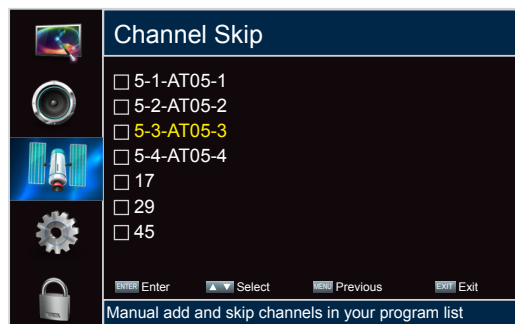 Channel Skip
5-1-AT05-1
5-2-AT05-2
5-3-AT05-3
5-4-AT05-4
17
29
45
ENTER Enter ▲ ▼ Select MENU Previous EXIT Exit
Manual add and skip channels in your program list